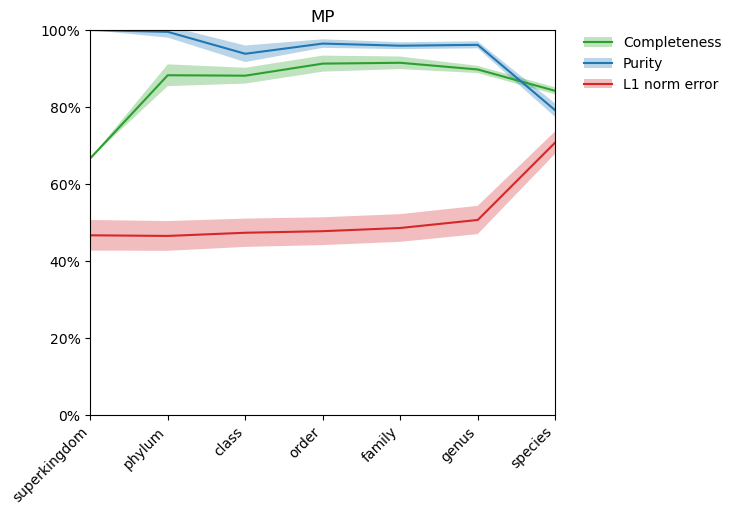 MP
100%
80%
60%
40%
20%
0%
superkingdom
phylum
class
order
family
genus
species
Completeness
Purity
L1 norm error